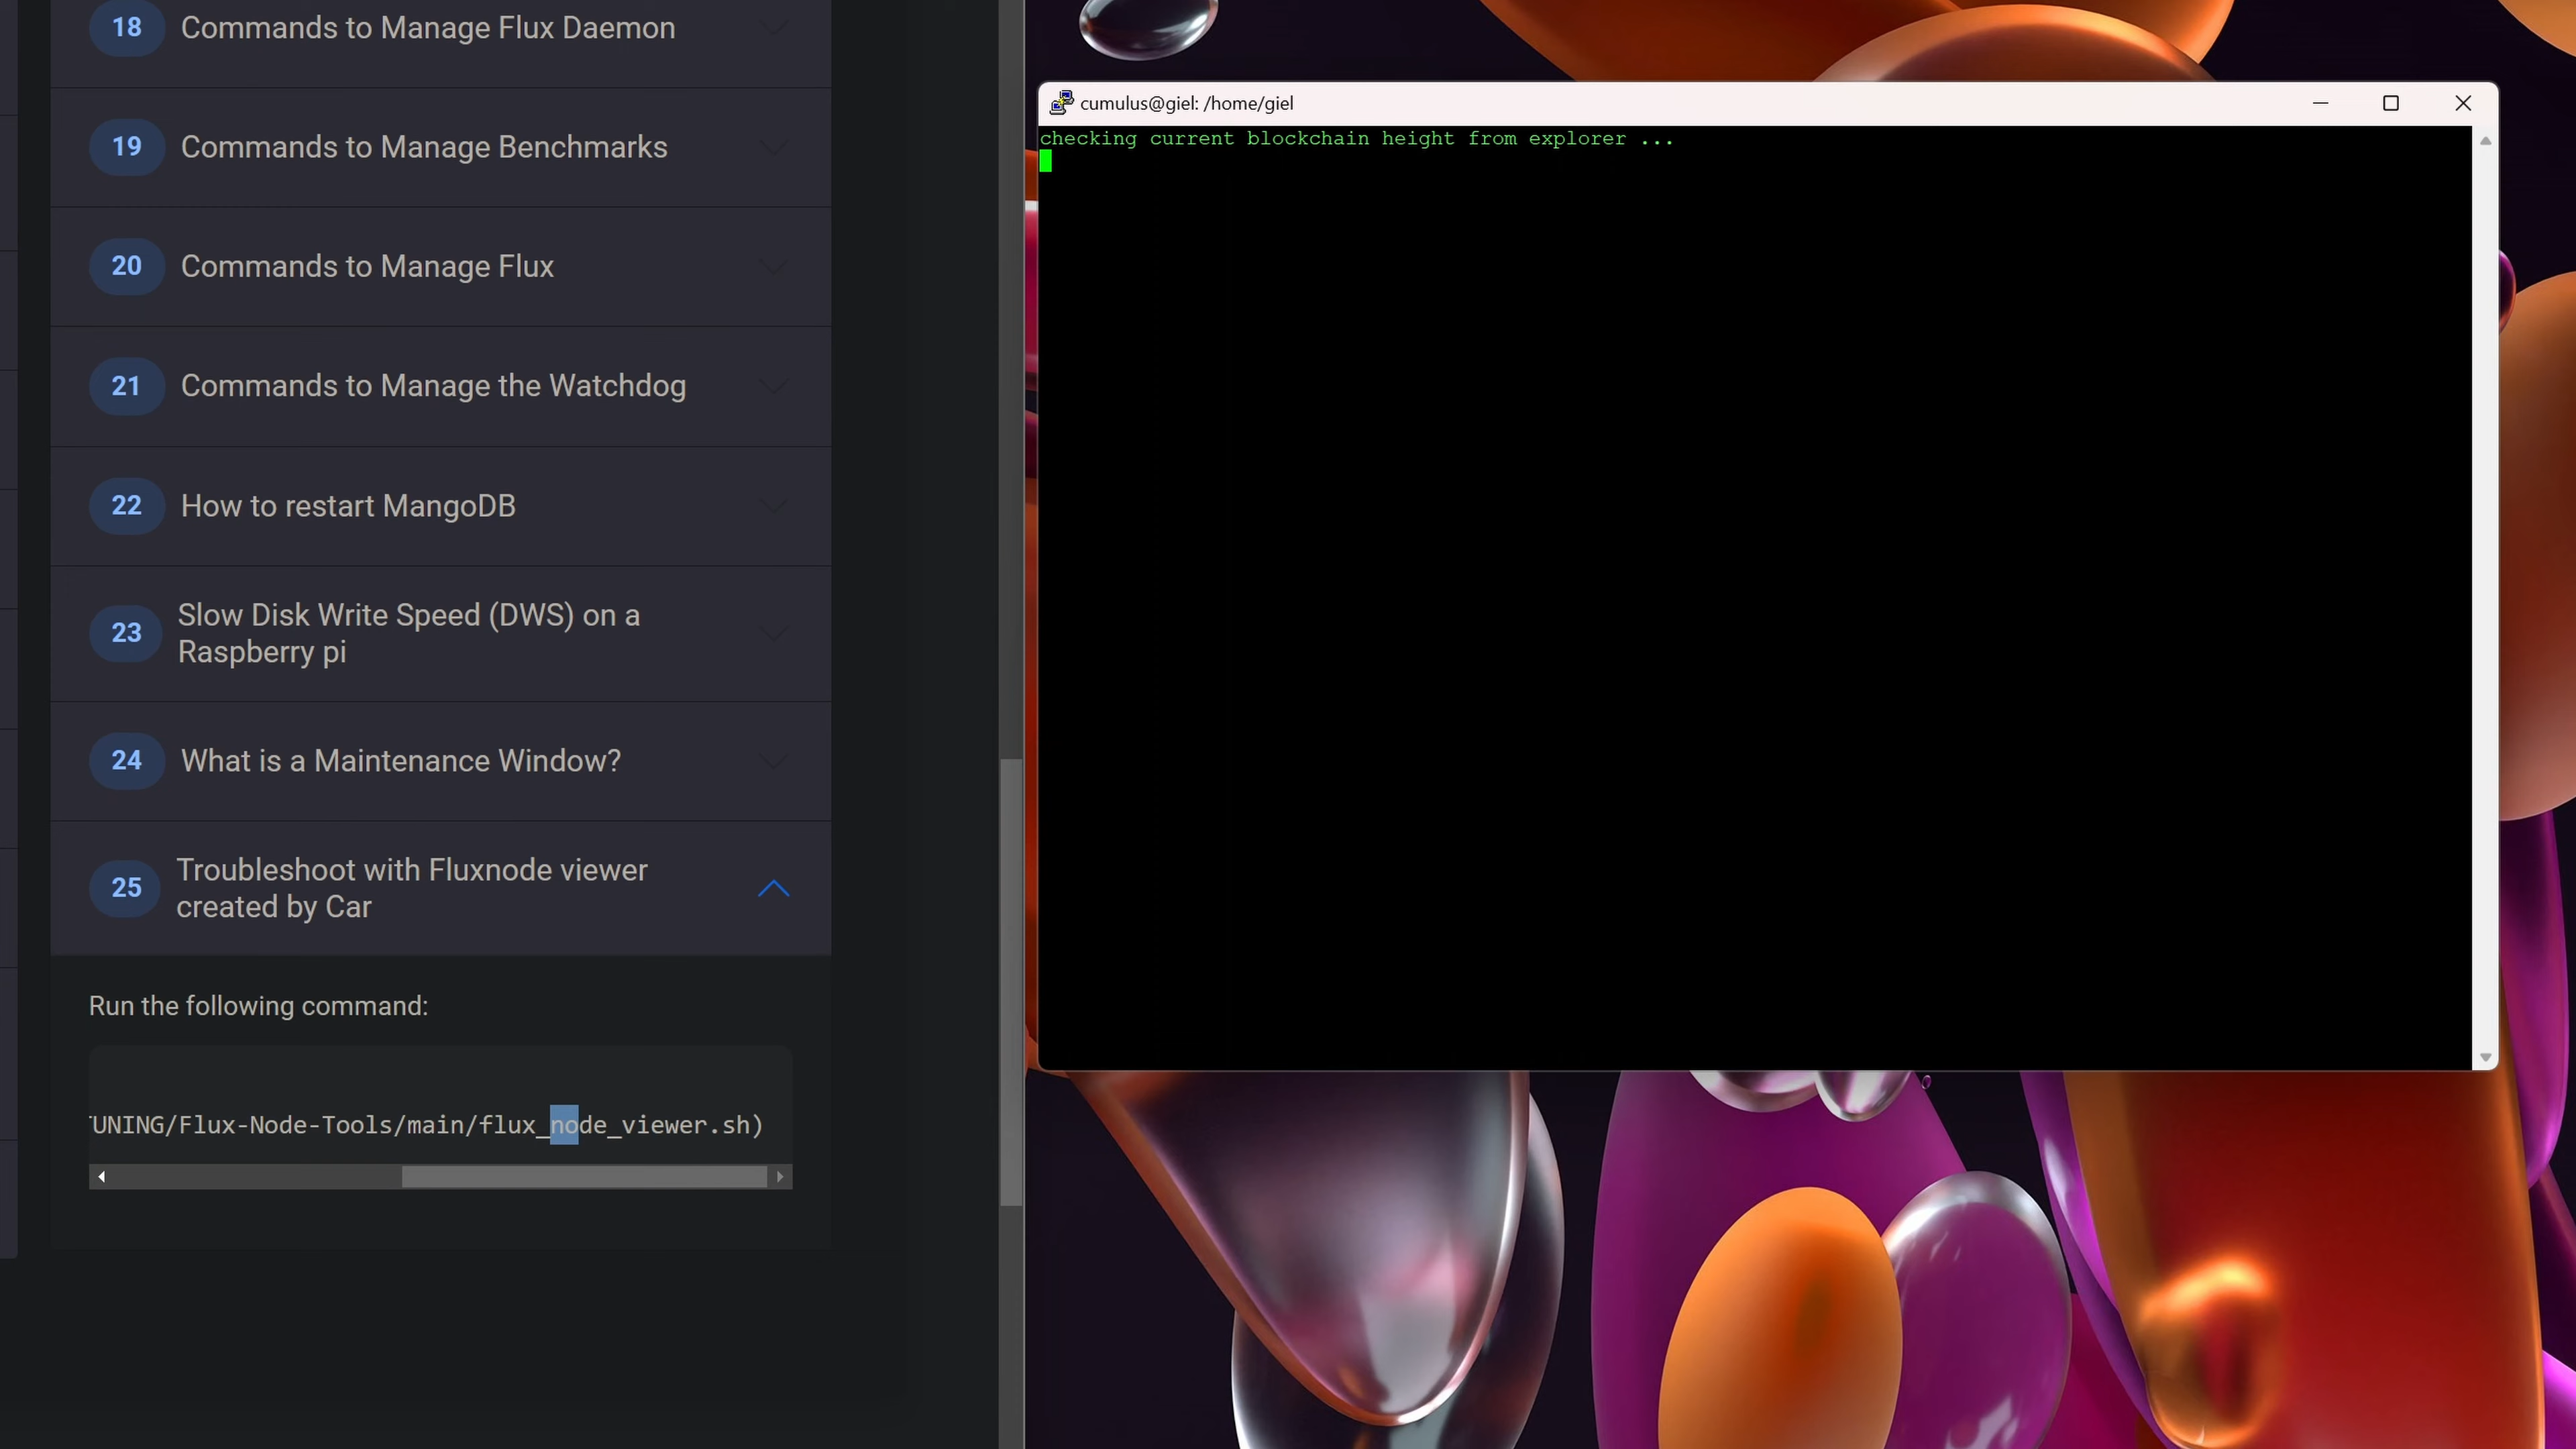 18 Commands to Manage Flux Daemon
19 Commands to Manage Benchmarks
20 Commands to Manage Flux
21 Commands to Manage the Watchdog
22 How to restart MangoDB
23 Slow Disk Write Speed (DWS) on a
Raspberry pi
24 What is a Maintenance Window?
25 Troubleshoot with Fluxnode viewer
created by Car
Run the following command:
UNING/Flux-Node-Tools/main/flux_node_viewer.sh)
cumulus@giel: /home/giel
checking current blockchain height from explorer ...